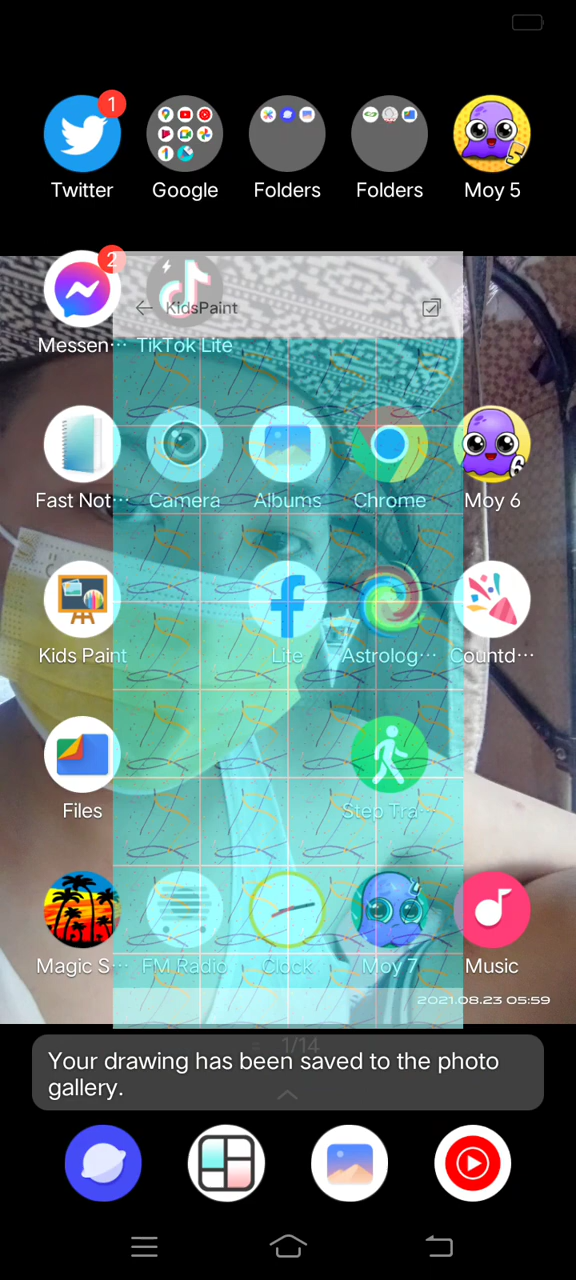 1
Twitter Google Folders Folders Moy 5
2
KidsPaint
Messen··· TikTok Lite
Fast Not··· Camera Albums Chrome Moy 6
Kids Paint Lite Astrolog··· Countd···
Files Step Tra···
Magic S··· FM Radio Clock Moy 7 Music
2021.08.23 05:59
1/14
Your drawing has been saved to the photo
gallery.